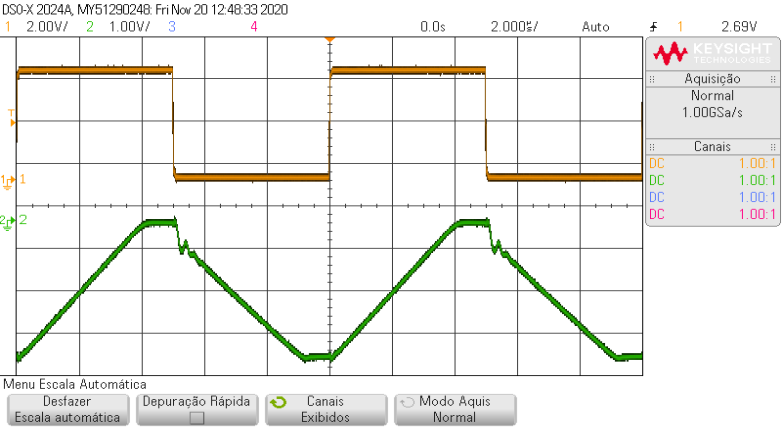 DSO-X 2024A, MY51290248: Fri Nov 20 12:48:33 2020
1 2.00V/ 2 1.00V/ 3 4 0.0s 2.000s/ Auto 1 2.69V
KEYSIGHT
TECHNOLOGIES
Aquisição
Normal
1.00GSa/s
Canais
DC 1.00:1
DC 1.00:1
DC 1.00:1
DC 1.00:1
T
1 1
2 2
Menu Escala Automática
Desfazer
Escala automática
Depuração Rápida
Canais
Exibidos
Modo Aquis
Normal